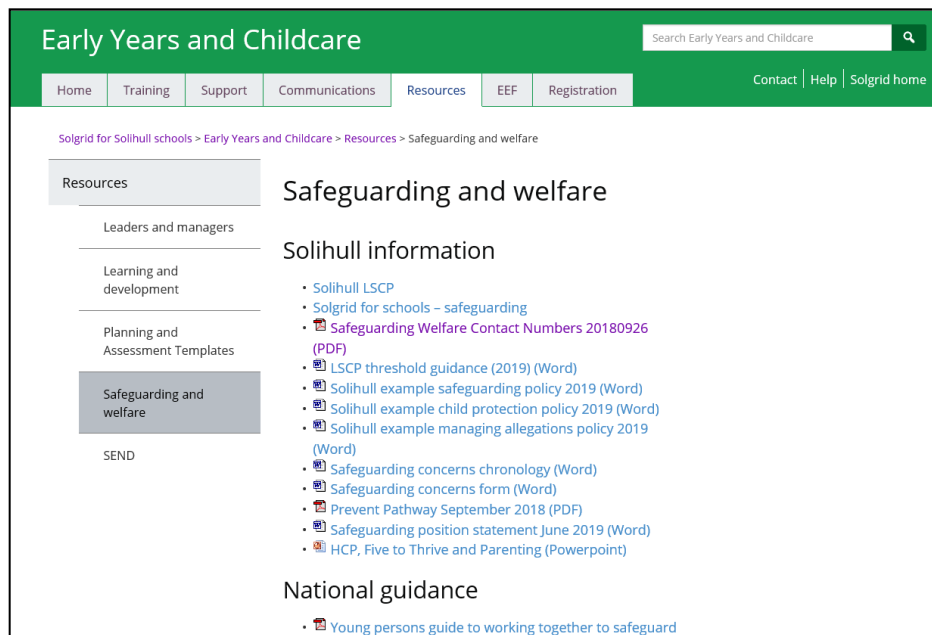 Early Years and Childcare
Search Early Years and Childcare
Contact | Help | Solgrid home
Home
Training
Support
Communications
Resources
EEF
Registration
Solgrid for Solihull schools > Early Years and Childcare > Resources > Safeguarding and welfare
Resources
Leaders and managers
Learning and
development
Planning and
Assessment Templates
Safeguarding and
welfare
SEND
Safeguarding and welfare
Solihull information
• Solihull LSCP
• Solgrid for schools – safeguarding
• Safeguarding Welfare Contact Numbers 20180926
(PDF)
• LSCP threshold guidance (2019) (Word)
• Solihull example safeguarding policy 2019 (Word)
• Solihull example child protection policy 2019 (Word)
• Solihull example managing allegations policy 2019
(Word)
• Safeguarding concerns chronology (Word)
• Safeguarding concerns form (Word)
• Prevent Pathway September 2018 (PDF)
• Safeguarding position statement June 2019 (Word)
• HCP, Five to Thrive and Parenting (Powerpoint)
National guidance
• Young persons guide to working together to safeguard